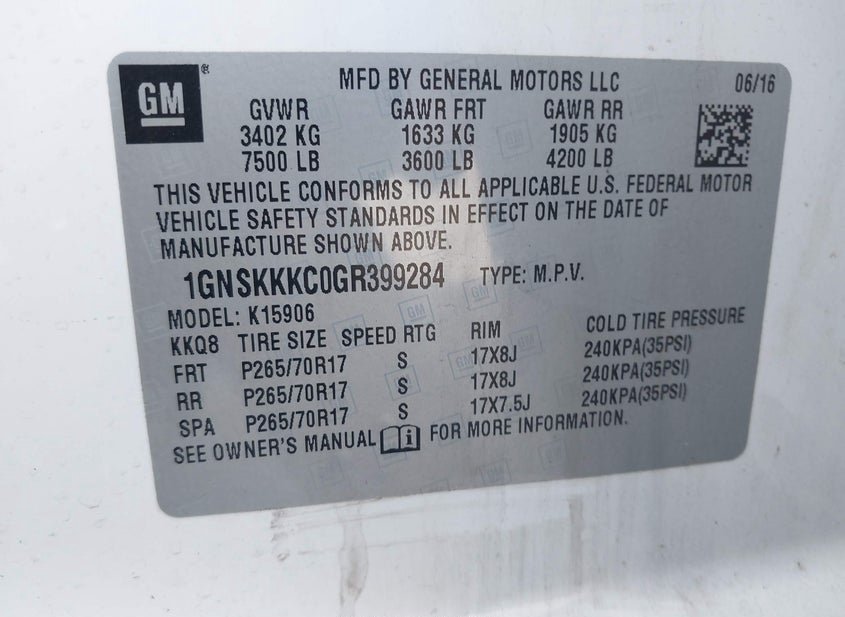 GM ® MFD BY GENERAL MOTORS LLC 06/16
GVWR GAWR FRT GAWR RR
3402 KG 1633 KG 1905 KG
7500 LB 3600 LB 4200 LB
THIS VEHICLE CONFORMS TO ALL APPLICABLE U.S. FEDERAL MOTOR
VEHICLE SAFETY STANDARDS IN EFFECT ON THE DATE OF
MANUFACTURE SHOWN ABOVE.
1GNSKKKC0GR399284 TYPE: M.P.V.
MODEL: K15906
KKQ8 TIRE SIZE SPEED RTG RIM COLD TIRE PRESSURE
FRT P265/70R17 S 17X8J 240KPA(35PSI)
RR P265/70R17 S 17X8J 240KPA(35PSI)
SPA P265/70R17 S 17X7.5J 240KPA(35PSI)
SEE OWNER'S MANUAL i FOR MORE INFORMATION.